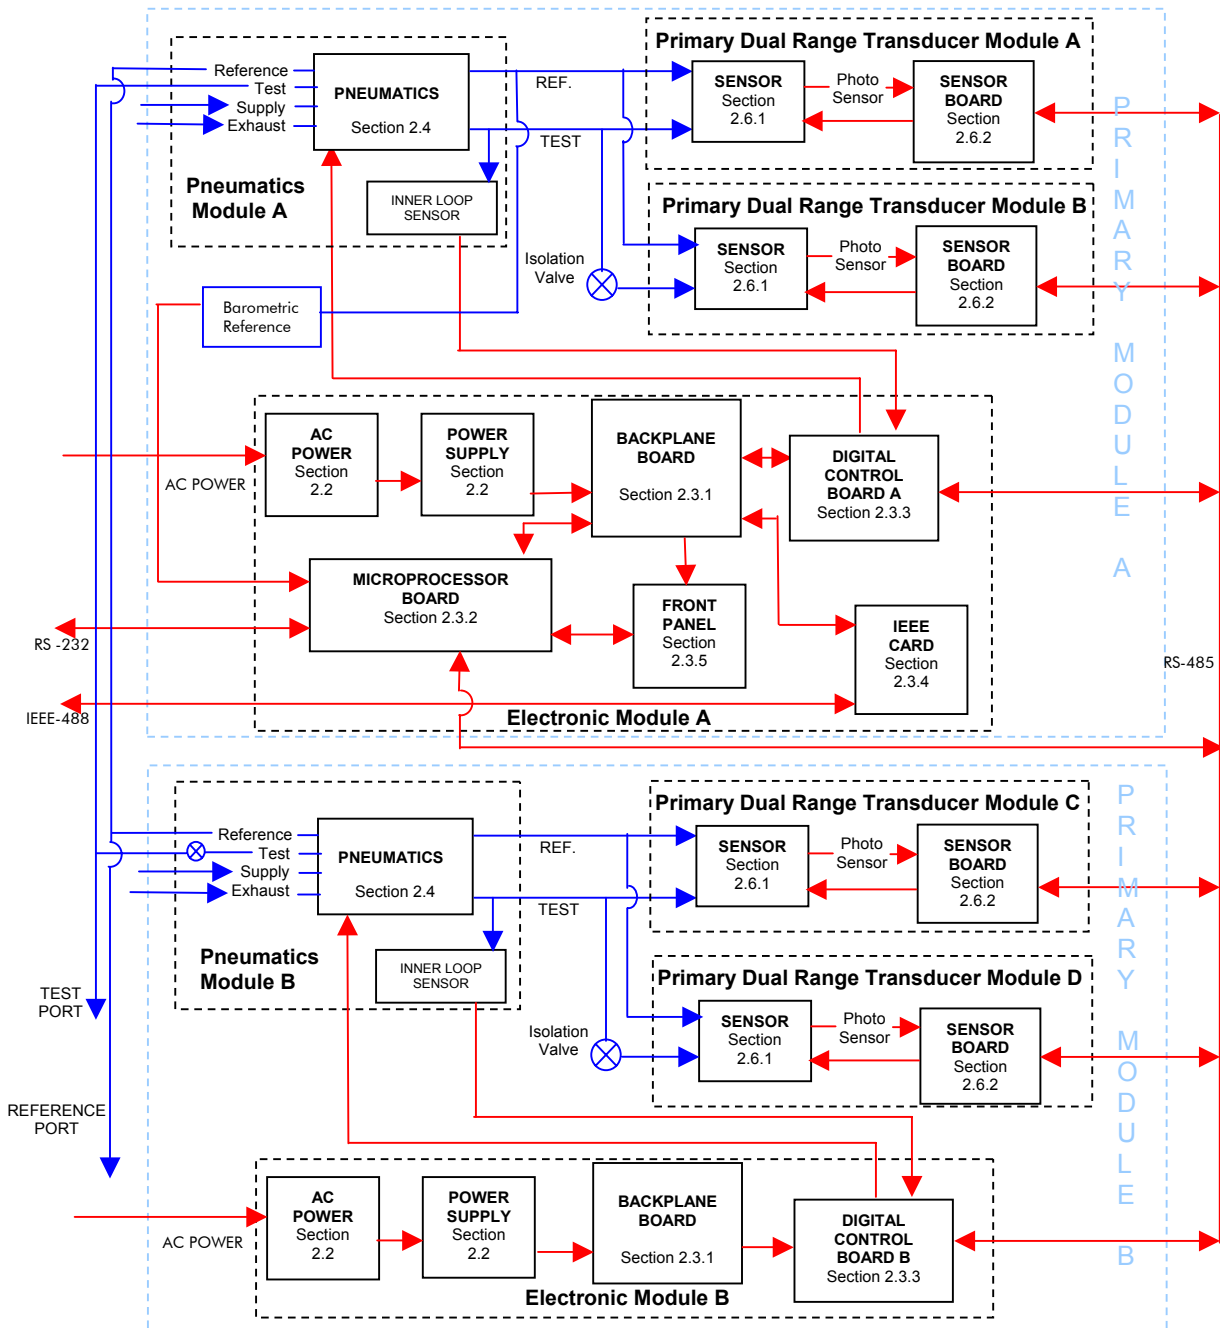 Primary Dual Range Transducer Module A
Reference
Test
Supply
Exhaust
PNEUMATICS
Section 2.4
REF.
TEST
SENSOR
Section
2.6.1
Photo
Sensor
SENSOR
BOARD
Section
2.6.2
Pneumatics
Module A
INNER LOOP
SENSOR
Primary Dual Range Transducer Module B
SENSOR
Section
2.6.1
Photo
Sensor
SENSOR
BOARD
Section
2.6.2
Isolation
Valve
Barometric
Reference
PRIMARY MODULE A
AC
POWER
Section
2.2
POWER
SUPPLY
Section
2.2
BACKPLANE
BOARD
Section 2.3.1
DIGITAL
CONTROL
BOARD A
Section 2.3.3
AC POWER
MICROPROCESSOR
BOARD
Section 2.3.2
FRONT
PANEL
Section
2.3.5
IEEE
CARD
Section
2.3.4
RS -232
RS-485
IEEE-488
Electronic Module A
Primary Dual Range Transducer Module C
Reference
Test
Supply
Exhaust
PNEUMATICS
Section 2.4
REF.
TEST
SENSOR
Section
2.6.1
Photo
Sensor
SENSOR
BOARD
Section
2.6.2
Pneumatics
Module B
INNER LOOP
SENSOR
Primary Dual Range Transducer Module D
SENSOR
Section
2.6.1
Photo
Sensor
SENSOR
BOARD
Section
2.6.2
Isolation
Valve
TEST
PORT
REFERENCE
PORT
PRIMARY MODULE B
AC
POWER
Section
2.2
POWER
SUPPLY
Section
2.2
BACKPLANE
BOARD
Section 2.3.1
DIGITAL
CONTROL
BOARD B
Section 2.3.3
AC POWER
Electronic Module B